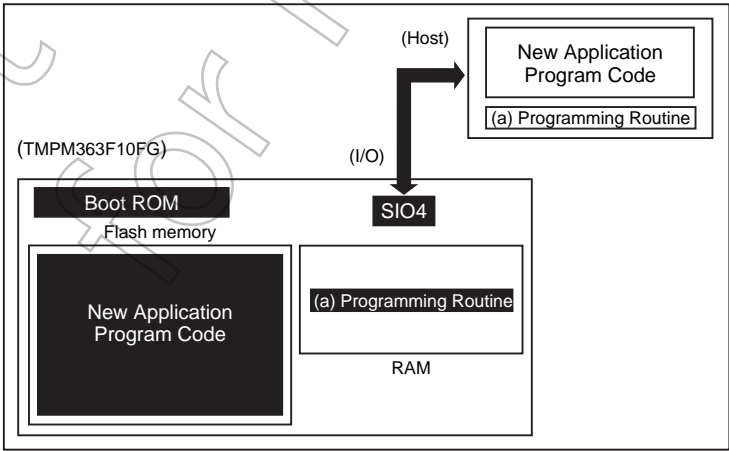 (Host)
New Application
Program Code
(a) Programming Routine
(TMPM363F10FG)
(I/O)
Boot ROM
SIO4
Flash memory
New Application
Program Code
(a) Programming Routine
RAM
for